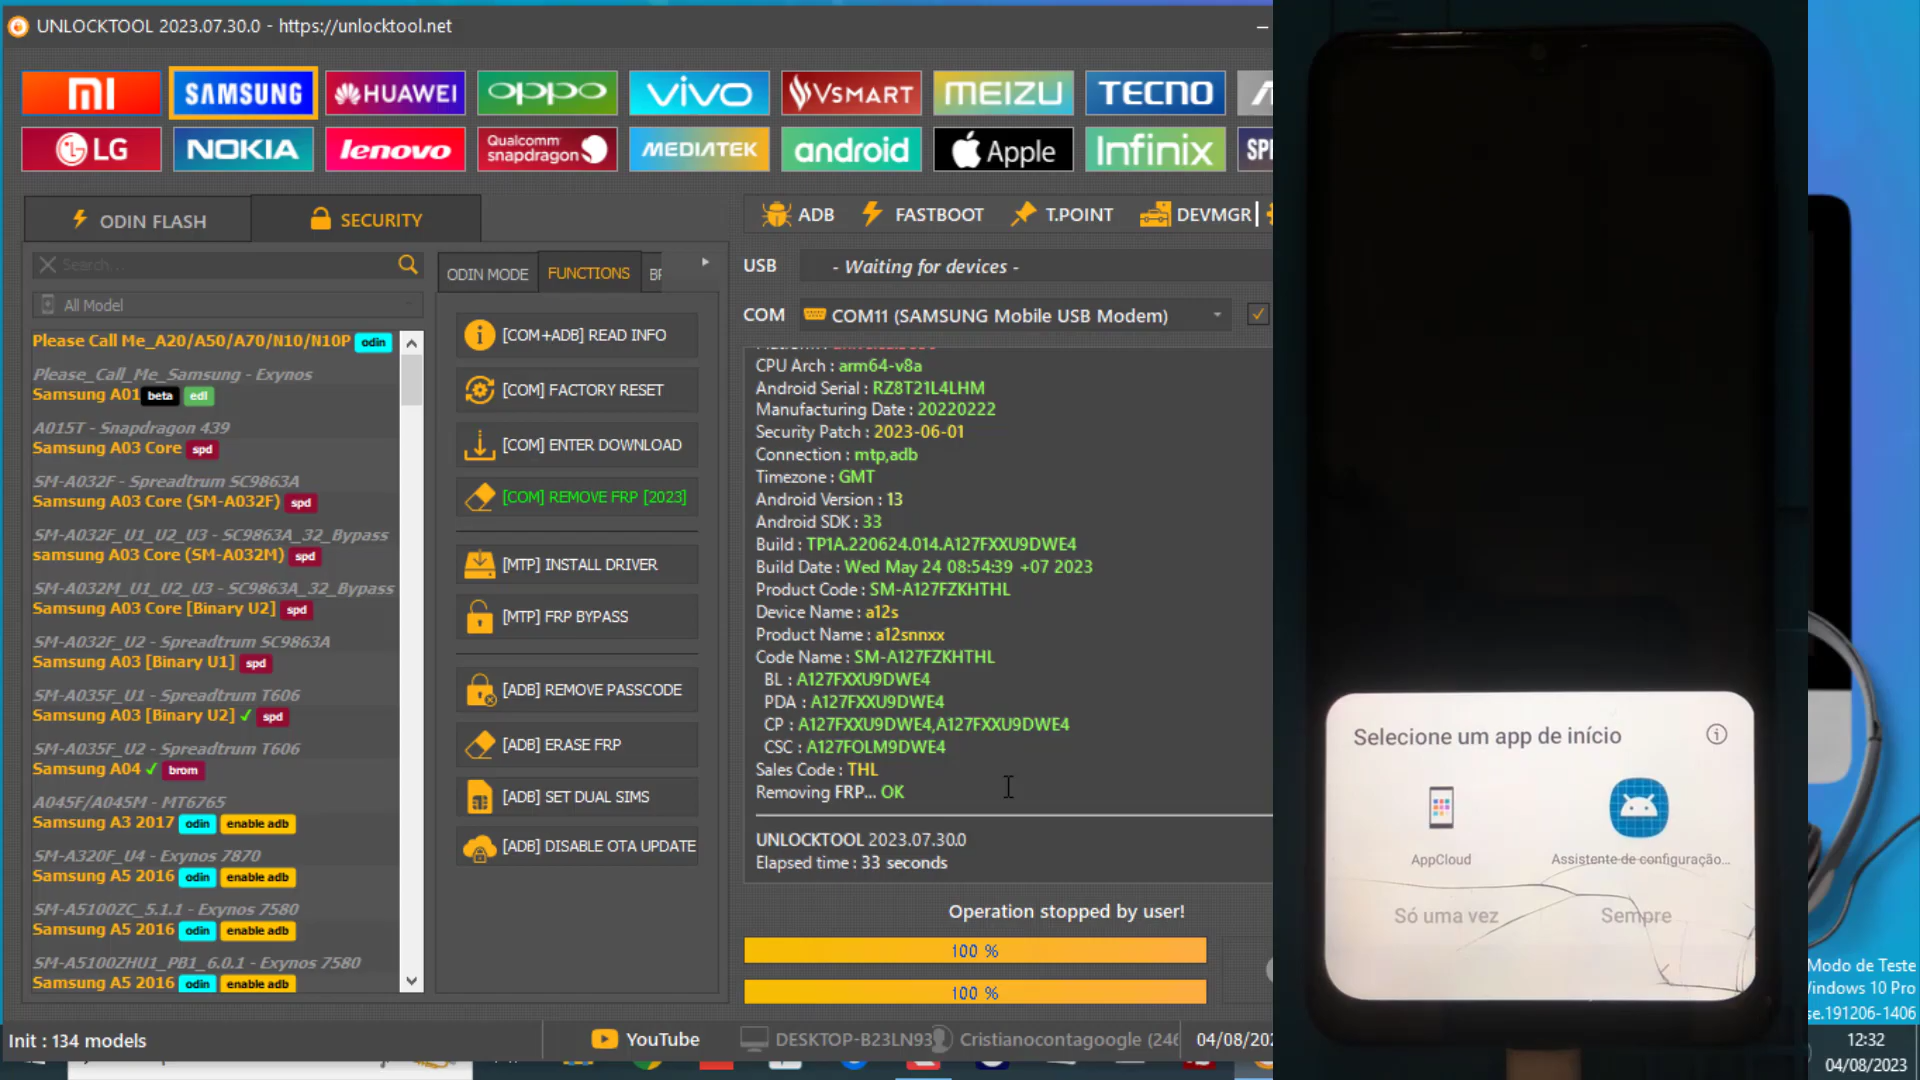 UNLOCKTOOL 2023.07.30.0 - https://unlocktool.net
MI SAMSUNG HUAWEI oppo vivo VSMART MEIZU TECNO
LG NOKIA lenovo Qualcomm snapdragon MEDIATEK android Apple Infinix
ODIN FLASH
SECURITY
ADB
FASTBOOT
T.POINT
DEVMGR
Search...
All Model
Please Call Me_A20/A50/A70/N10/N10P odin
Please_Call_Me_Samsung - Exynos
Samsung A01 beta edl
A015T - Snapdragon 439
Samsung A03 Core spd
SM-A032F - Spreadtrum SC9863A
Samsung A03 Core (SM-A032F) spd
SM-A032F_U1_U2_U3 - SC9863A_32_Bypass
samsung A03 Core (SM-A032M) spd
SM-A032M_U1_U2_U3 - SC9863A_32_Bypass
Samsung A03 Core [Binary U2] spd
SM-A032F_U2 - Spreadtrum SC9863A
Samsung A03 [Binary U1] spd
SM-A035F_U1 - Spreadtrum T606
Samsung A03 [Binary U2] ✓ spd
SM-A035F_U2 - Spreadtrum T606
Samsung A04 ✓ brom
A045F/A045M - MT6765
Samsung A3 2017 odin enable adb
SM-A320F_U4 - Exynos 7870
Samsung A5 2016 odin enable adb
SM-A5100ZC_5.1.1 - Exynos 7580
Samsung A5 2016 odin enable adb
SM-A5100ZHU1_PB1_6.0.1 - Exynos 7580
Samsung A5 2016 odin enable adb
ODIN MODE
FUNCTIONS
[COM+ADB] READ INFO
[COM] FACTORY RESET
[COM] ENTER DOWNLOAD
[COM] REMOVE FRP [2023]
[MTP] INSTALL DRIVER
[MTP] FRP BYPASS
[ADB] REMOVE PASSCODE
[ADB] ERASE FRP
[ADB] SET DUAL SIMS
[ADB] DISABLE OTA UPDATE
USB - Waiting for devices -
COM COM11 (SAMSUNG Mobile USB Modem)
CPU Arch : arm64-v8a
Android Serial : RZ8T21L4LHM
Manufacturing Date : 20220222
Security Patch : 2023-06-01
Connection : mtp,adb
Timezone : GMT
Android Version : 13
Android SDK : 33
Build : TP1A.220624.014.A127FXXU9DWE4
Build Date : Wed May 24 08:54:39 +07 2023
Product Code : SM-A127FZKHTHL
Device Name : a12s
Product Name : a12snnxx
Code Name : SM-A127FZKHTHL
BL : A127FXXU9DWE4
PDA : A127FXXU9DWE4
CP : A127FXXU9DWE4,A127FXXU9DWE4
CSC : A127FOLM9DWE4
Sales Code : THL
Removing FRP... OK
UNLOCKTOOL 2023.07.30.0
Elapsed time : 33 seconds
Operation stopped by user!
100 %
100 %
Init : 134 models
YouTube
DESKTOP-B23LN93
Cristianocontagoogle (246
04/08/202
Selecione um app de início
AppCloud
Assistente de configuração...
Só uma vez
Sempre
Modo de Teste
Windows 10 Pro
se.191206-1406
12:32
04/08/2023